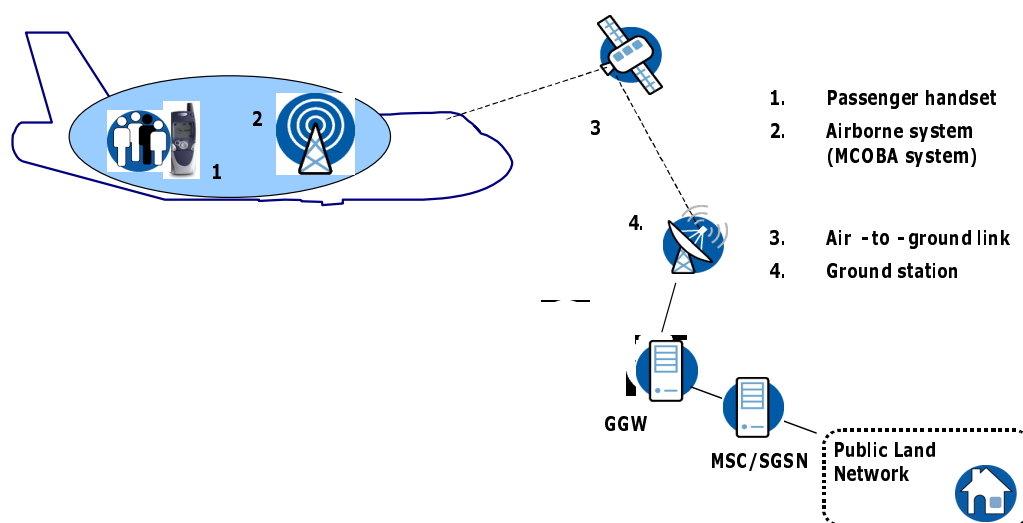 2
1
3
4.
1. Passenger handset
2. Airborne system
(MCOBA system)
3. Air -to -ground link
4. Ground station
GGW
MSC/SGSN
Public Land
Network